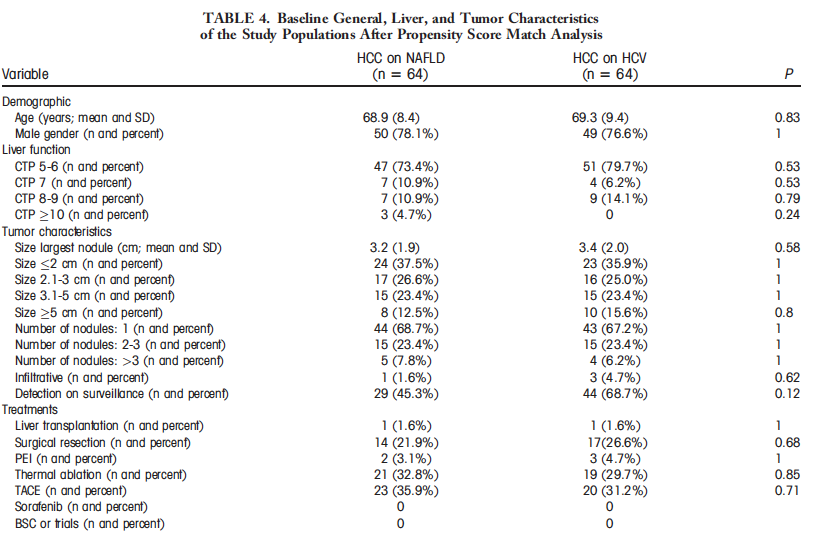 TABLE 4. Baseline General, Liver, and Tumor Characteristics
of the Study Populations After Propensity Score Match Analysis
Variable HCC on NAFLD (n = 64) HCC on HCV (n = 64) P
Demographic
Age (years; mean and SD) 68.9 (8.4) 69.3 (9.4) 0.83
Male gender (n and percent) 50 (78.1%) 49 (76.6%) 1
Liver function
CTP 5-6 (n and percent) 47 (73.4%) 51 (79.7%) 0.53
CTP 7 (n and percent) 7 (10.9%) 4 (6.2%) 0.53
CTP 8-9 (n and percent) 7 (10.9%) 9 (14.1%) 0.79
CTP ≥10 (n and percent) 3 (4.7%) 0 0.24
Tumor characteristics
Size largest nodule (cm; mean and SD) 3.2 (1.9) 3.4 (2.0) 0.58
Size ≤2 cm (n and percent) 24 (37.5%) 23 (35.9%) 1
Size 2.1-3 cm (n and percent) 17 (26.6%) 16 (25.0%) 1
Size 3.1-5 cm (n and percent) 15 (23.4%) 15 (23.4%) 1
Size ≥5 cm (n and percent) 8 (12.5%) 10 (15.6%) 0.8
Number of nodules: 1 (n and percent) 44 (68.7%) 43 (67.2%) 1
Number of nodules: 2-3 (n and percent) 15 (23.4%) 15 (23.4%) 1
Number of nodules: >3 (n and percent) 5 (7.8%) 4 (6.2%) 1
Infiltrative (n and percent) 1 (1.6%) 3 (4.7%) 0.62
Detection on surveillance (n and percent) 29 (45.3%) 44 (68.7%) 0.12
Treatments
Liver transplantation (n and percent) 1 (1.6%) 1 (1.6%) 1
Surgical resection (n and percent) 14 (21.9%) 17(26.6%) 0.68
PEI (n and percent) 2 (3.1%) 3 (4.7%) 1
Thermal ablation (n and percent) 21 (32.8%) 19 (29.7%) 0.85
TACE (n and percent) 23 (35.9%) 20 (31.2%) 0.71
Sorafenib (n and percent) 0 0
BSC or trials (n and percent) 0 0